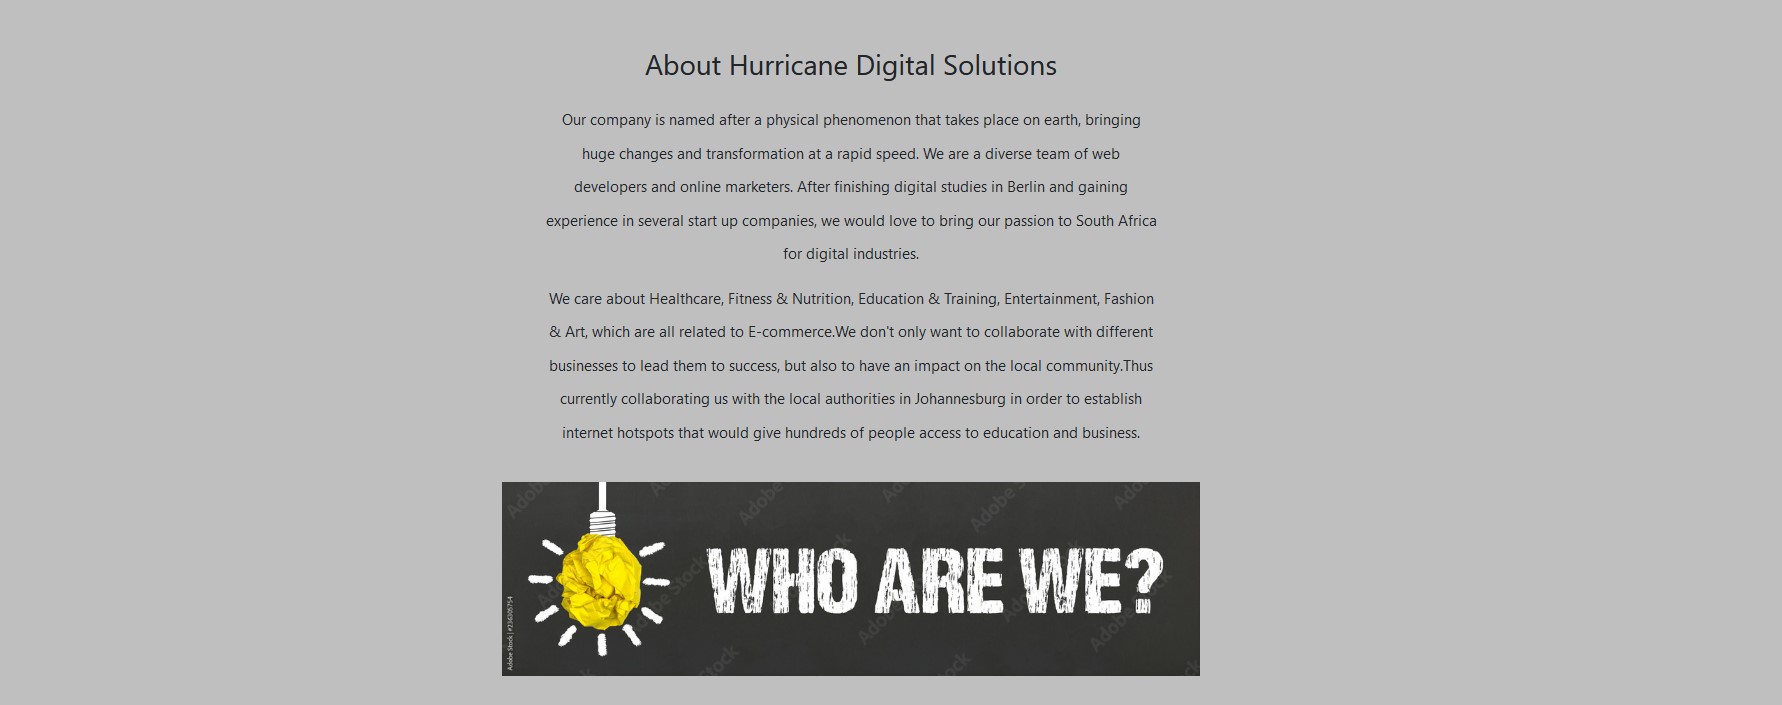 About Hurricane Digital Solutions
Our company is named after a physical phenomenon that takes place on earth, bringing
huge changes and transformation at a rapid speed. We are a diverse team of web
developers and online marketers. After finishing digital studies in Berlin and gaining
experience in several start up companies, we would love to bring our passion to South Africa
for digital industries.
We care about Healthcare, Fitness & Nutrition, Education & Training, Entertainment, Fashion
& Art, which are all related to E-commerce.We don't only want to collaborate with different
businesses to lead them to success, but also to have an impact on the local community.Thus
currently collaborating us with the local authorities in Johannesburg in order to establish
internet hotspots that would give hundreds of people access to education and business.
WHO ARE WE?
Adobe Stock